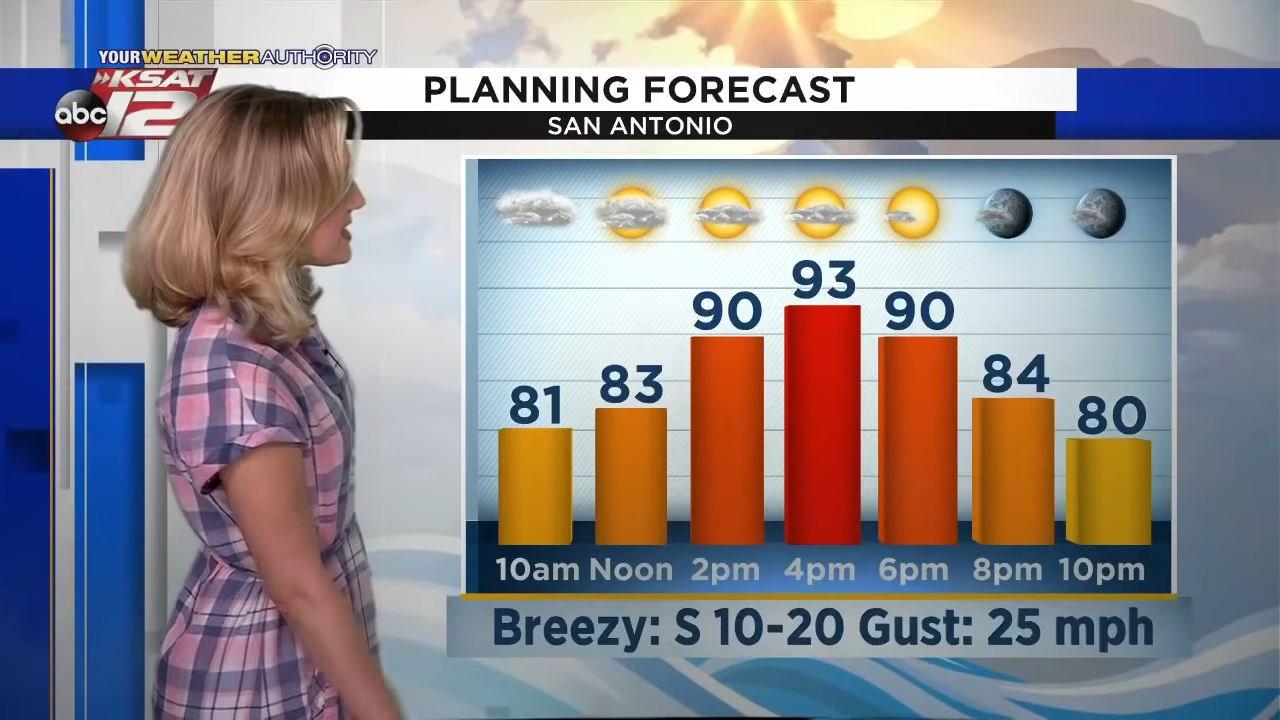 YOUR WEATHER AUTHORITY
KSAT
abc 12
PLANNING FORECAST
SAN ANTONIO
81 83 90 93 90 84 80
10am Noon 2pm 4pm 6pm 8pm 10pm
Breezy: S 10-20 Gust: 25 mph